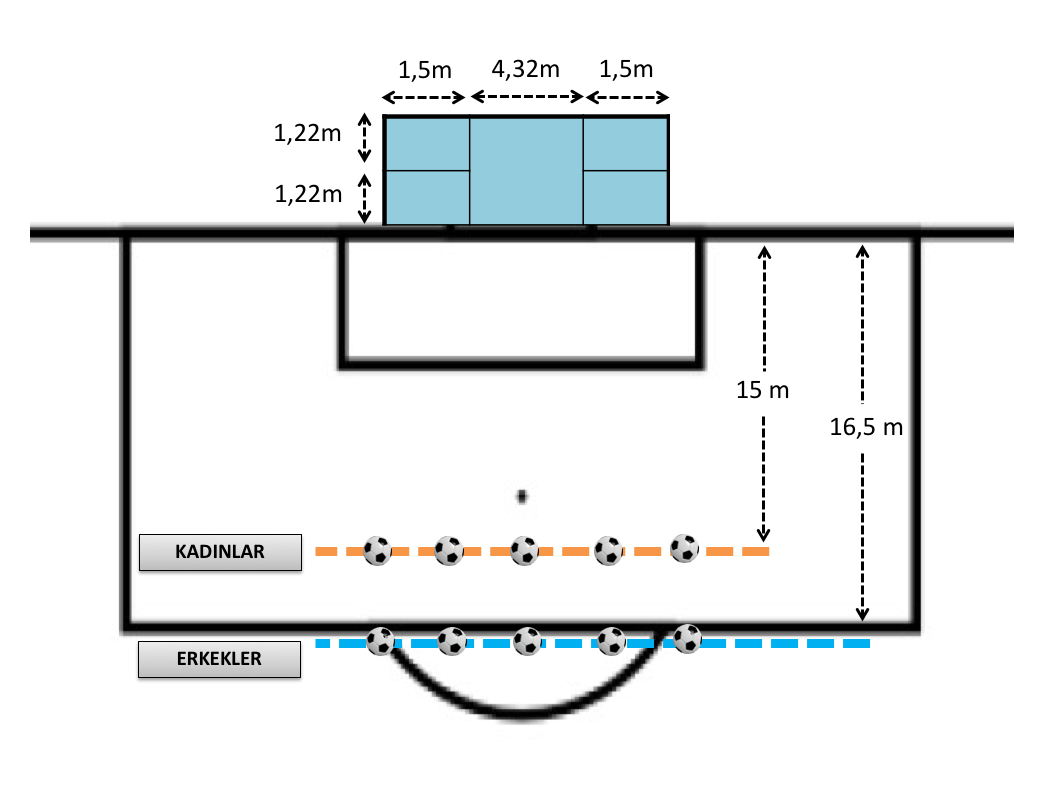 1,5m 4,32m 1,5m
1,22m
1,22m
15 m
16,5 m
KADINLAR
ERKEKLER